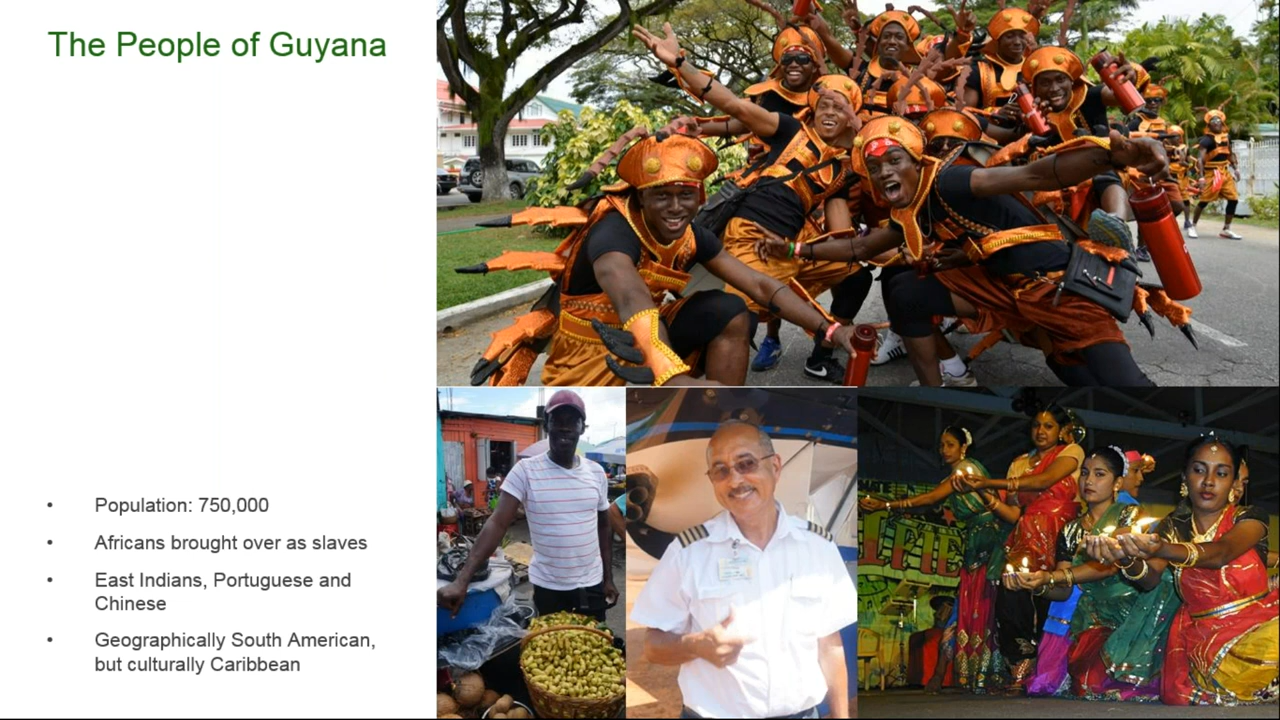 The People of Guyana
• Population: 750,000
• Africans brought over as slaves
• East Indians, Portuguese and
Chinese
• Geographically South American,
but culturally Caribbean